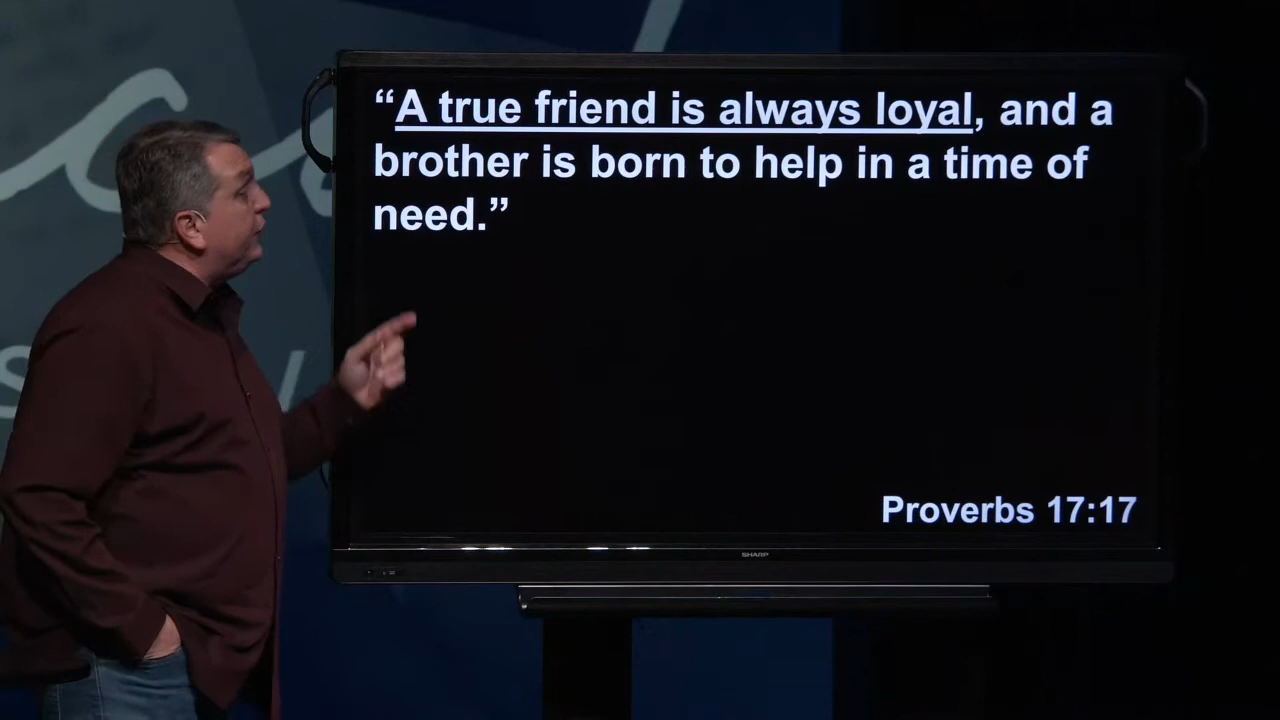 “A true friend is always loyal, and a
brother is born to help in a time of
need.”
Proverbs 17:17
SHARP